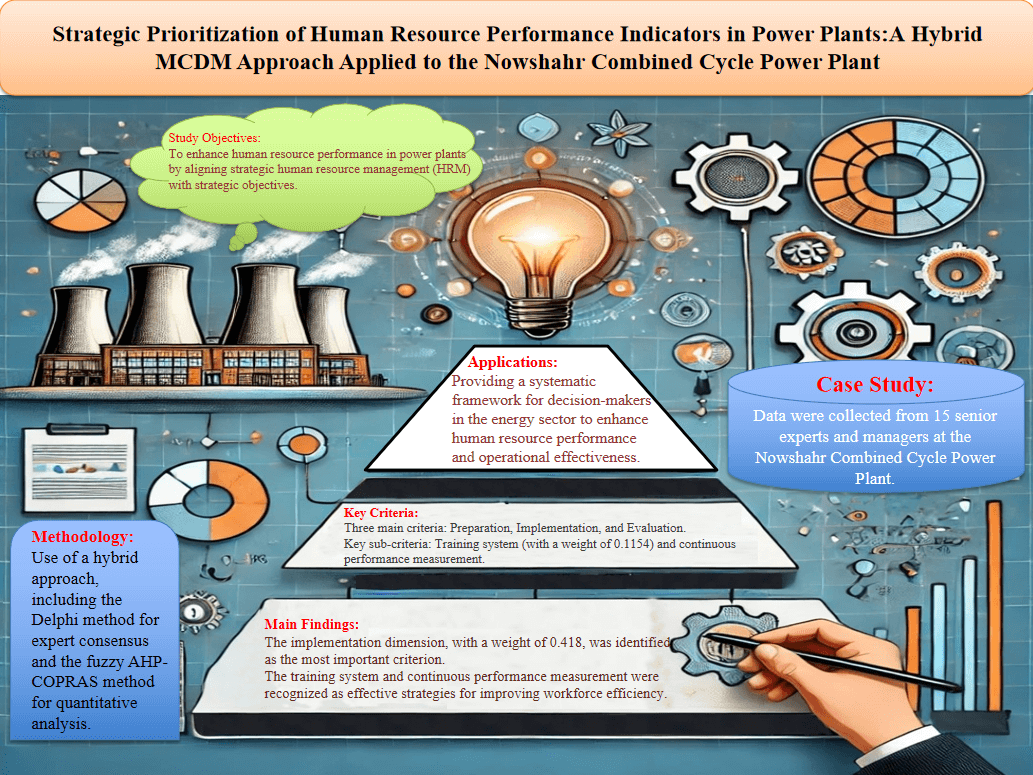 Strategic Prioritization of Human Resource Performance Indicators in Power Plants:A Hybrid
MCDM Approach Applied to the Nowshahr Combined Cycle Power Plant
Study Objectives:
To enhance human resource performance in power plants
by aligning strategic human resource management (HRM)
with strategic objectives.
Applications:
Providing a systematic
framework for decision-makers
in the energy sector to enhance
human resource performance
and operational effectiveness.
Case Study:
Data were collected from 15 senior
experts and managers at the
Nowshahr Combined Cycle Power
Plant.
Key Criteria:
Three main criteria: Preparation, Implementation, and Evaluation.
Key sub-criteria: Training system (with a weight of 0.1154) and continuous
performance measurement.
Methodology:
Use of a hybrid
approach,
including the
Delphi method for
expert consensus
and the fuzzy AHP-
COPRAS method
for quantitative
analysis.
Main Findings:
The implementation dimension, with a weight of 0.418, was identified
as the most important criterion.
The training system and continuous performance measurement were
recognized as effective strategies for improving workforce efficiency.